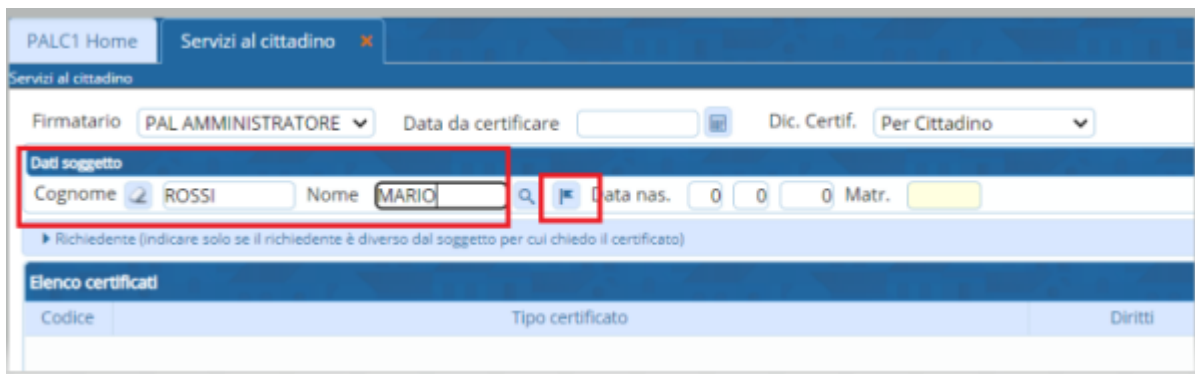 PALC1 Home Servizi al cittadino ×
Servizi al cittadino
Firmatario PAL AMMINISTRATORE Data da certificare Dic. Certif. Per Cittadino
Dati soggetto
Cognome ROSSI Nome MARIO Data nas. 0 0 0 Matr.
Richiedente (indicare solo se il richiedente è diverso dal soggetto per cui chiedo il certificato)
Elenco certificati
Codice Tipo certificato Diritti